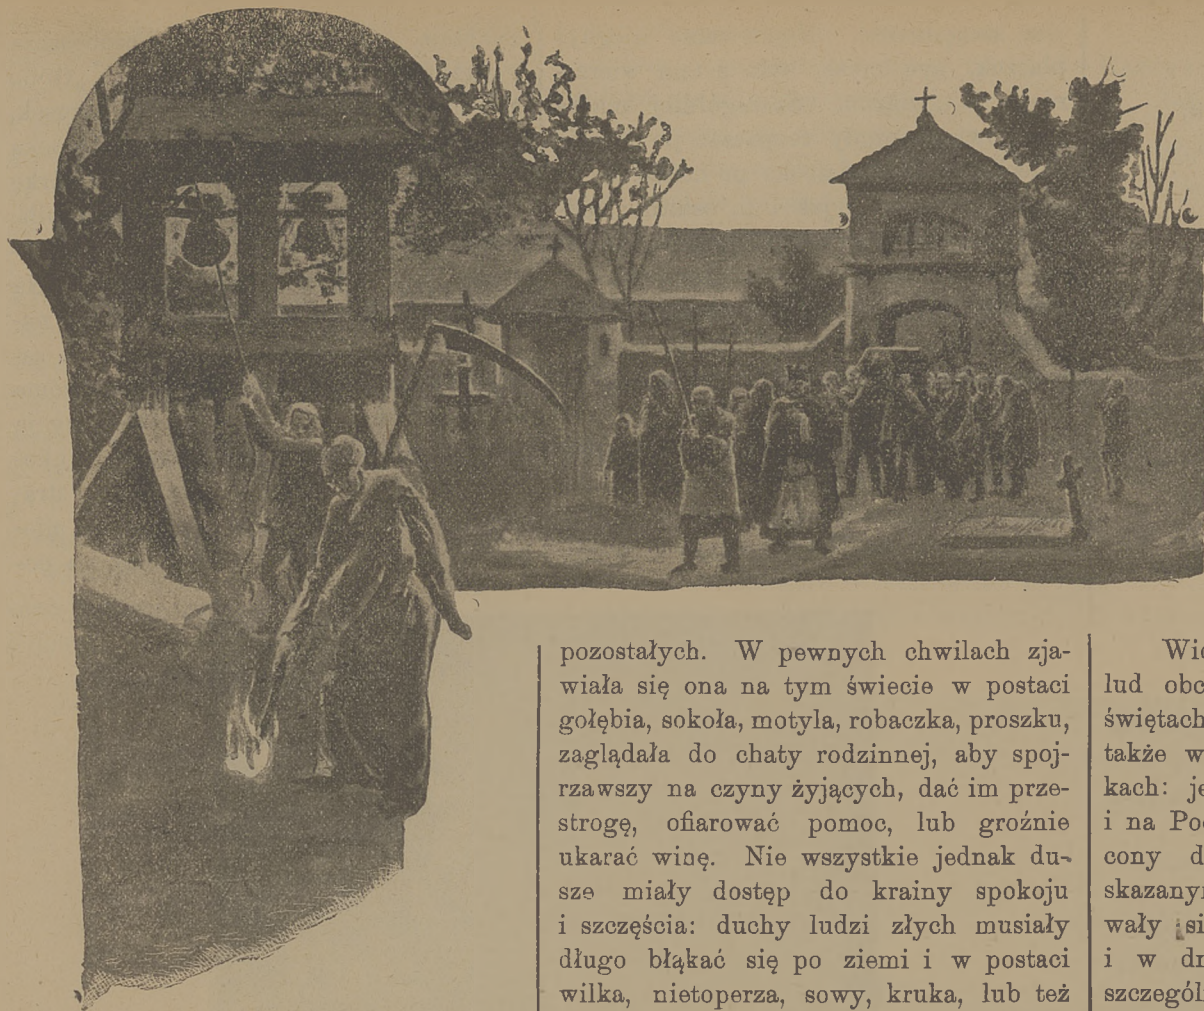 pozostałych. W pewnych chwilach zja-
wiała się ona na tym świecie w postaci
gołębia, sokoła, motyla, robaczka, proszku,
zaglądała do chaty rodzinnej, aby spoj-
rzawszy na czyny żyjących, dać im prze-
strogę, ofiarować pomoc, lub groźnie
ukarać winę. Nie wszystkie jednak du-
sze miały dostęp do krainy spokoju
i szczęścia: duchy ludzi złych musiały
długo błąkać się po ziemi i w postaci
wilka, nietoperza, sowy, kruka, lub też
lud
świętach
także w
kach:
i na
cony
wały
i w